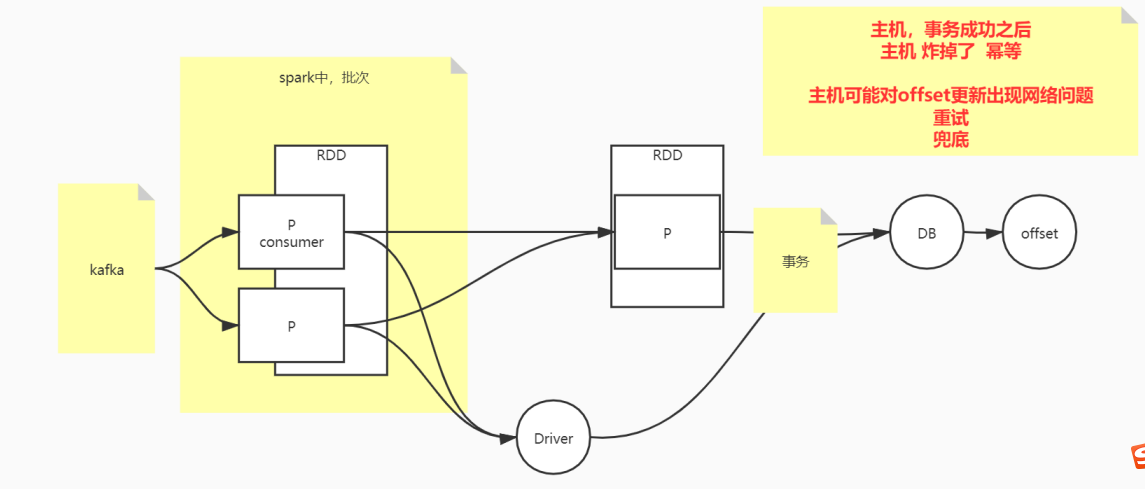 主机，事务成功之后
主机 炸掉了 幂等
主机可能对offset更新出现网络问题
重试
兜底
spark中，批次
RDD
RDD
P
consumer
P
P
kafka
事务
DB
offset
Driver